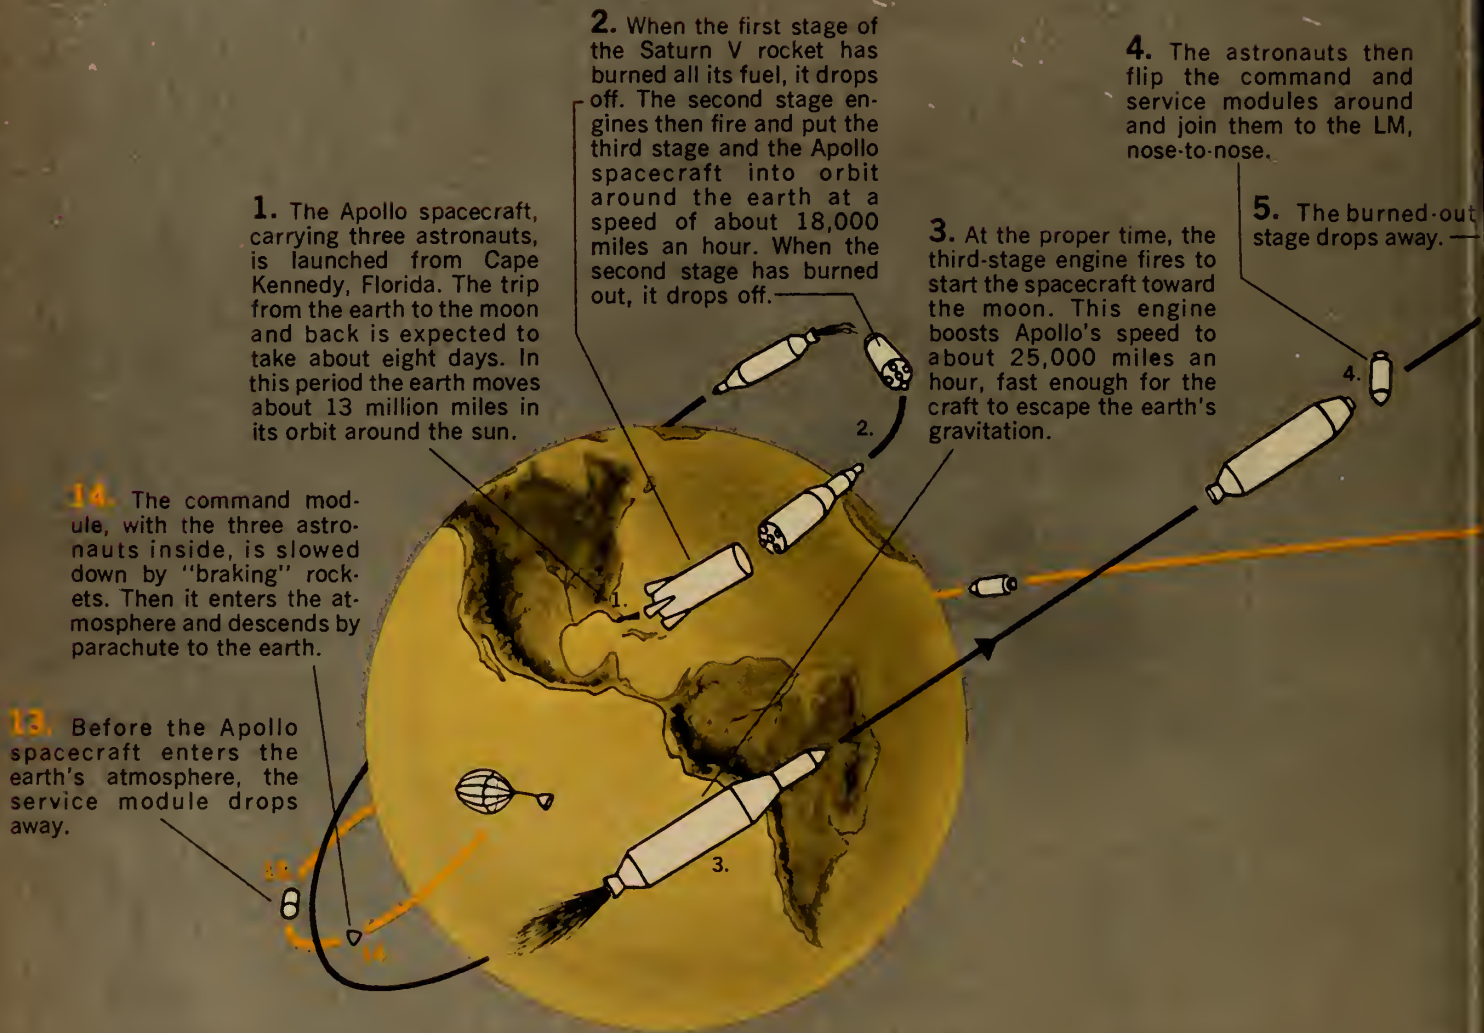 1. The Apollo spacecraft,
carrying three astronauts,
is launched from Cape
Kennedy, Florida. The trip
from the earth to the moon
and back is expected to
take about eight days. In
this period the earth moves
about 13 million miles in
its orbit around the sun.
2. When the first stage of
the Saturn V rocket has
burned all its fuel, it drops
off. The second stage en-
gines then fire and put the
third stage and the Apollo
spacecraft into orbit
around the earth at a
speed of about 18,000
miles an hour. When the
second stage has burned
out, it drops off.
3. At the proper time, the
third-stage engine fires to
start the spacecraft toward
the moon. This engine
boosts Apollo's speed to
about 25,000 miles an
hour, fast enough for the
craft to escape the earth's
gravitation.
4. The astronauts then
flip the command and
service modules around
and join them to the LM,
nose-to-nose.
5. The burned-out
stage drops away.
14. The command mod-
ule, with the three astro-
nauts inside, is slowed
down by "braking" rock-
ets. Then it enters the at-
mosphere and descends by
parachute to the earth.
13. Before the Apollo
spacecraft enters the
earth's atmosphere, the
service module drops
away.
1.
2.
3.
4.
13.
14.